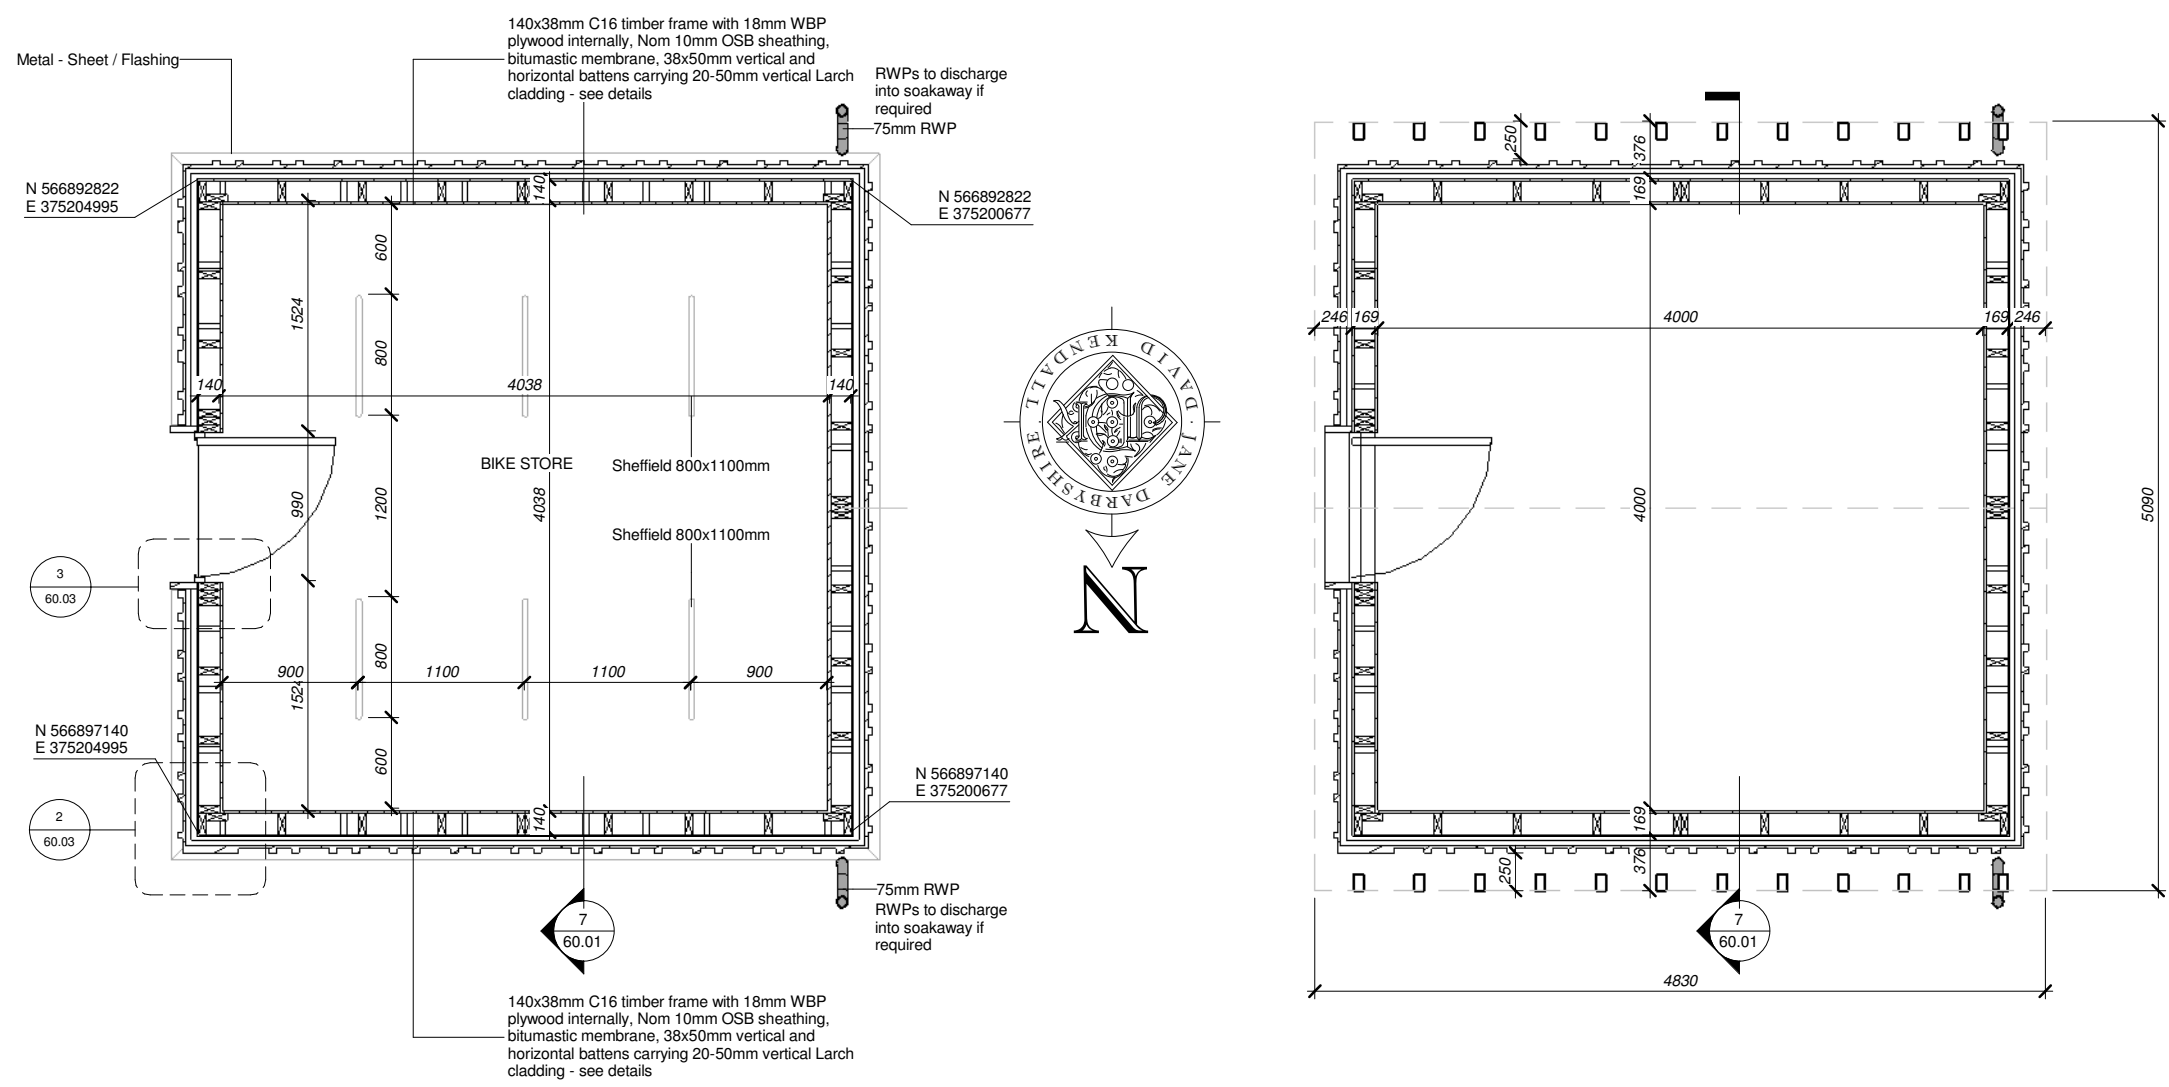 140x38mm C16 timber frame with 18mm WBP
plywood internally, Nom 10mm OSB sheathing,
bitumastic membrane, 38x50mm vertical and
horizontal battens carrying 20-50mm vertical Larch
cladding - see details
Metal - Sheet / Flashing
RWPs to discharge
into soakaway if
required
75mm RWP
N 566892822
E 375204995
N 566892822
E 375200677
140
600
1524
800
140
4038
140
BIKE STORE
Sheffield 800x1100mm
990
1200
4038
Sheffield 800x1100mm
3
60.03
800
900
1100
1100
900
1524
600
N 566897140
E 375204995
N 566897140
E 375200677
2
60.03
140
75mm RWP
RWPs to discharge
into soakaway if
required
7
60.01
140x38mm C16 timber frame with 18mm WBP
plywood internally, Nom 10mm OSB sheathing,
bitumastic membrane, 38x50mm vertical and
horizontal battens carrying 20-50mm vertical Larch
cladding - see details
JANE DARBYSHIRE · DAVID KENDALL ·
N
250
376
169
246
169
4000
169
246
4000
5090
169
250
376
7
60.01
4830